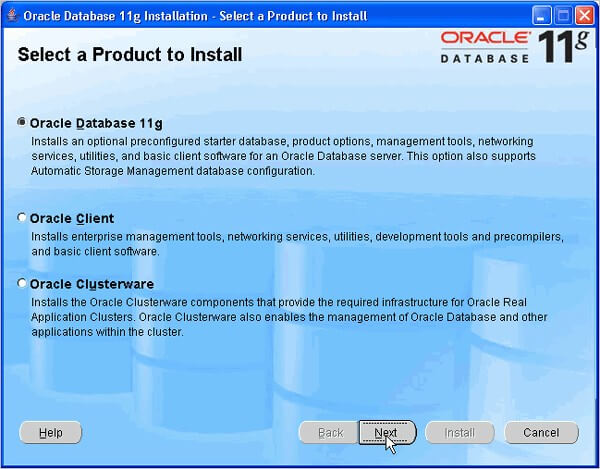 Oracle Database 11g Installation - Select a Product to Install
Select a Product to Install
ORACLE
DATABASE
11g
Oracle Database 11g
Installs an optional preconfigured starter database, product options, management tools, networking
services, utilities, and basic client software for an Oracle Database server. This option also supports
Automatic Storage Management database configuration.
Oracle Client
Installs enterprise management tools, networking services, utilities, development tools and precompilers,
and basic client software.
Oracle Clusterware
Installs the Oracle Clusterware components that provide the required infrastructure for Oracle Real
Application Clusters. Oracle Clusterware also enables the management of Oracle Database and other
applications within the cluster.
Help
Back
Next
Install
Cancel